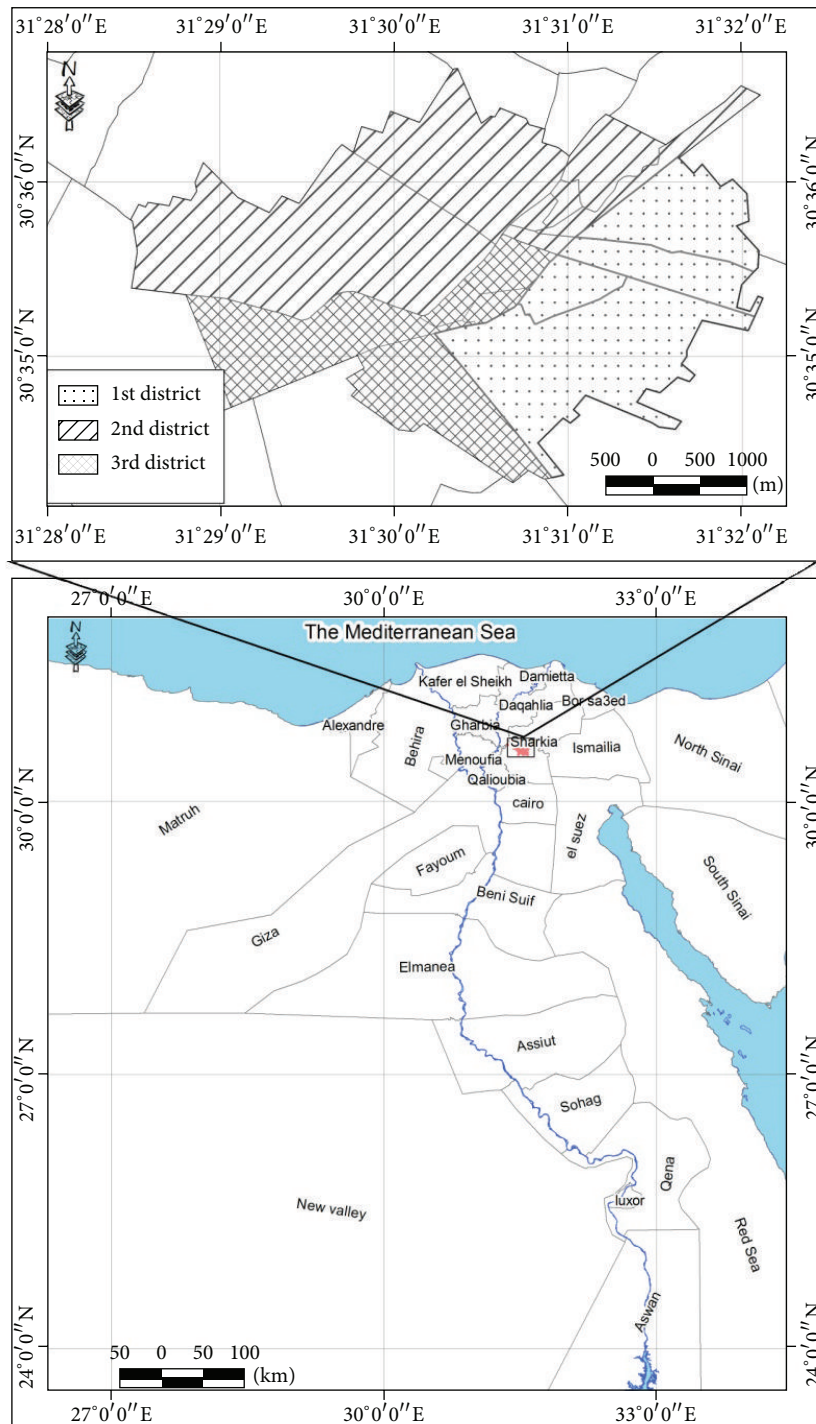 31°28′0″E 31°29′0″E 31°30′0″E 31°31′0″E 31°32′0″E
N
30°36′0″N
30°36′0″N
30°35′0″N
30°35′0″N
1st district
2nd district
3rd district
500 0 500 1000
(m)
31°28′0″E 31°29′0″E 31°30′0″E 31°31′0″E 31°32′0″E
27°0′0″E 30°0′0″E 33°0′0″E
N
The Mediterranean Sea
Kafer el Sheikh
Damietta
Daqahlia
Bor sa3ed
Alexandre
Gharbia
Behira
Sharkia
Ismailia
North Sinai
Menoufia
Qalioubia
cairo
30°0′0″N
30°0′0″N
Matruh
el suez
Fayoum
South Sinai
Beni Suif
Giza
Elmanea
Assiut
27°0′0″N
27°0′0″N
Sohag
Qena
luxor
New valley
Red Sea
Aswan
24°0′0″N
24°0′0″N
50 0 50 100
(km)
27°0′0″E 30°0′0″E 33°0′0″E